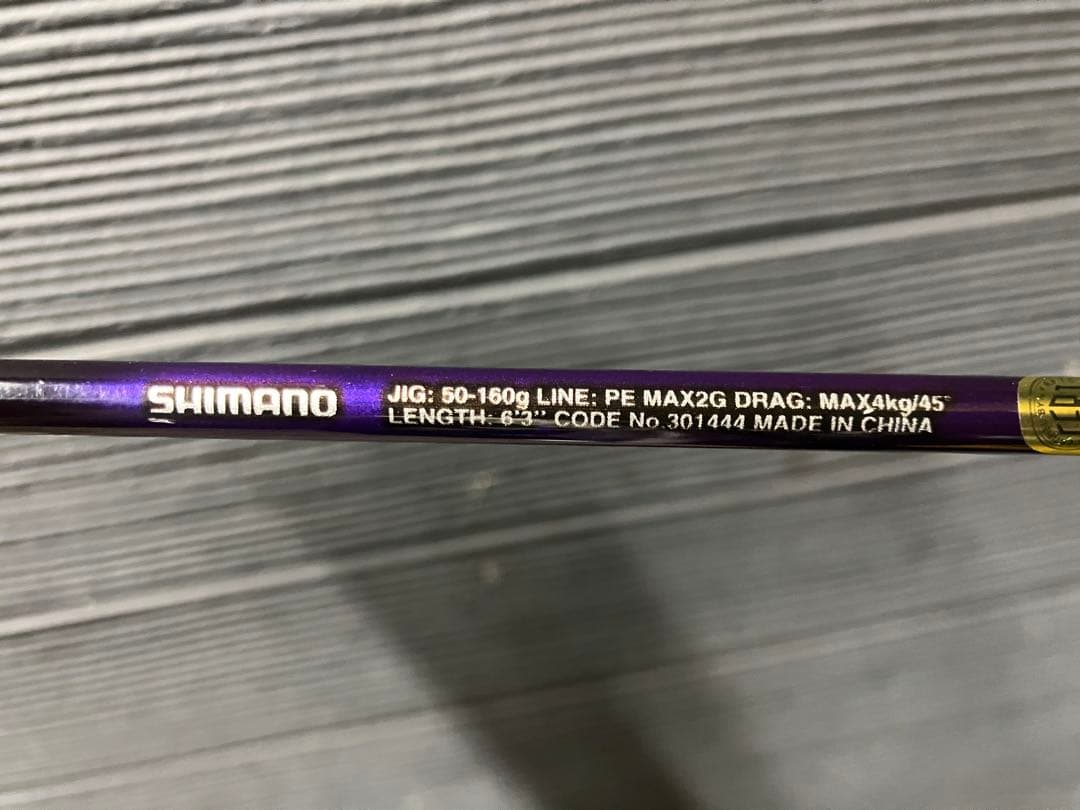 SHIMANO
JIG: 50-160g LINE: PE MAX2G DRAG: MAX4kg/45°
LENGTH: 6'3" CODE No.301444 MADE IN CHINA